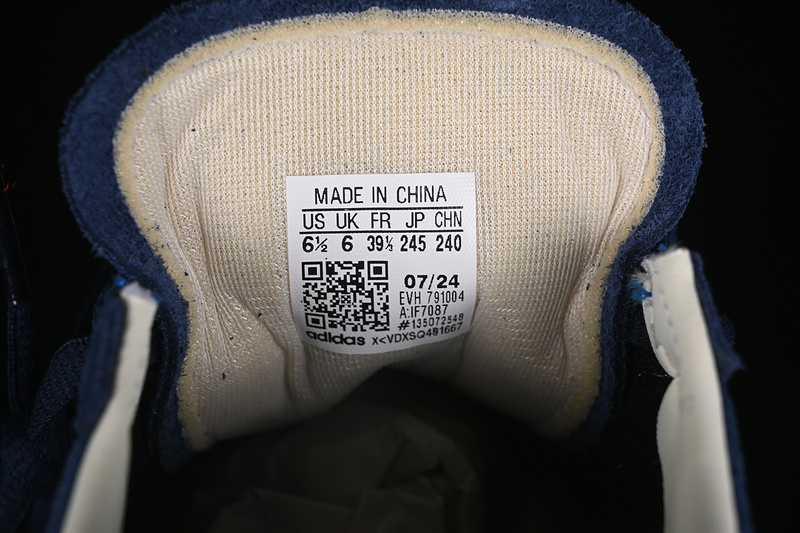 MADE IN CHINA
US UK FR JP CHN
6½ 6 39⅓ 245 240
07/24
EVH 791004
A:IF7087
#135072548
adidas X<VDXSQ401667